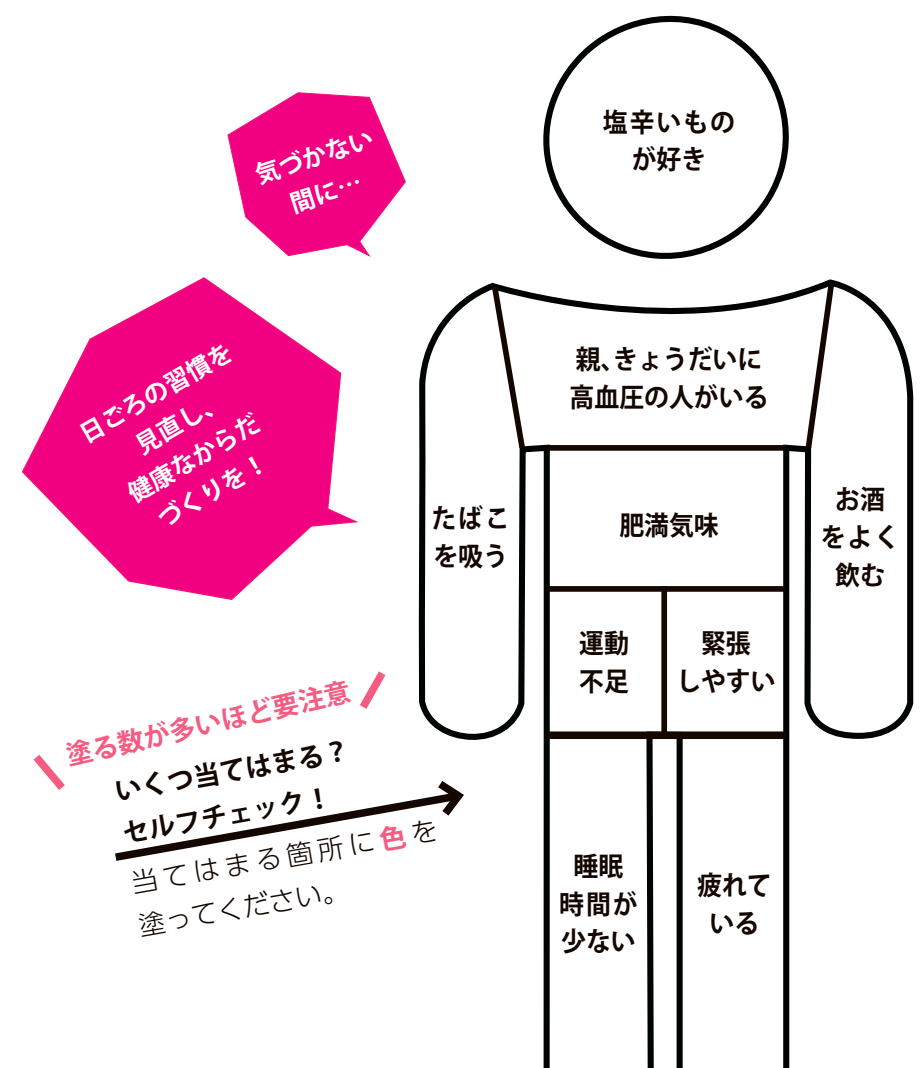 気づかない
間に…
日ごろの習慣を
見直し、
健康なからだ
づくりを！
塗る数が多いほど要注意
いくつ当てはまる？
セルフチェック！
当てはまる箇所に色を
塗ってください。
塩辛いもの
が好き
親、きょうだいに
高血圧の人がいる
たばこ
を吸う
肥満気味
お酒
をよく
飲む
運動
不足
緊張
しやすい
睡眠
時間が
少ない
疲れて
いる